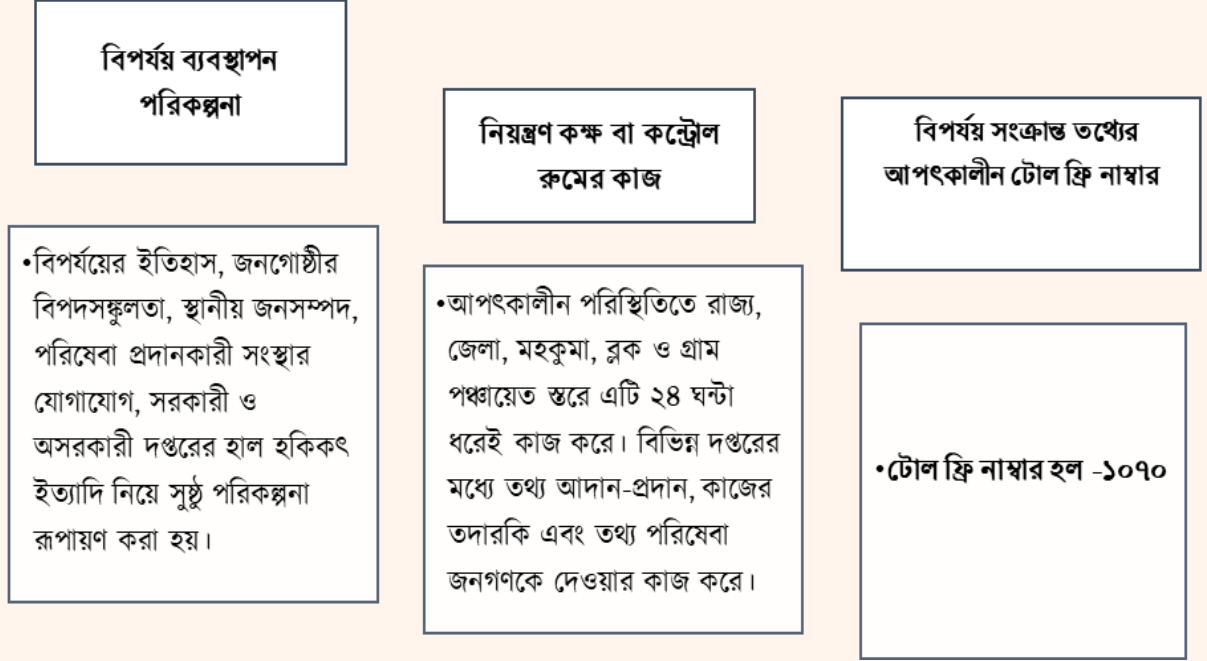 বিপর্যয় ব্যবস্থাপন
পরিকল্পনা
•বিপর্যয়ের ইতিহাস, জনগোষ্ঠীর
বিপদসঙ্কুলতা, স্থানীয় জনসম্পদ,
পরিষেবা প্রদানকারী সংস্থার
যোগাযোগ, সরকারী ও
অসরকারী দপ্তরের হাল হকিকৎ
ইত্যাদি নিয়ে সুষ্ঠু পরিকল্পনা
রূপায়ণ করা হয়।
নিয়ন্ত্রণ কক্ষ বা কন্ট্রোল
রুমের কাজ
•আপৎকালীন পরিস্থিতিতে রাজ্য,
জেলা, মহকুমা, ব্লক ও গ্রাম
পঞ্চায়েত স্তরে এটি ২৪ ঘন্টা
ধরেই কাজ করে। বিভিন্ন দপ্তরের
মধ্যে তথ্য আদান-প্রদান, কাজের
তদারকি এবং তথ্য পরিষেবা
জনগণকে দেওয়ার কাজ করে।
বিপর্যয় সংক্রান্ত তথ্যের
আপৎকালীন টোল ফ্রি নাম্বার
•টোল ফ্রি নাম্বার হল -১০৭০